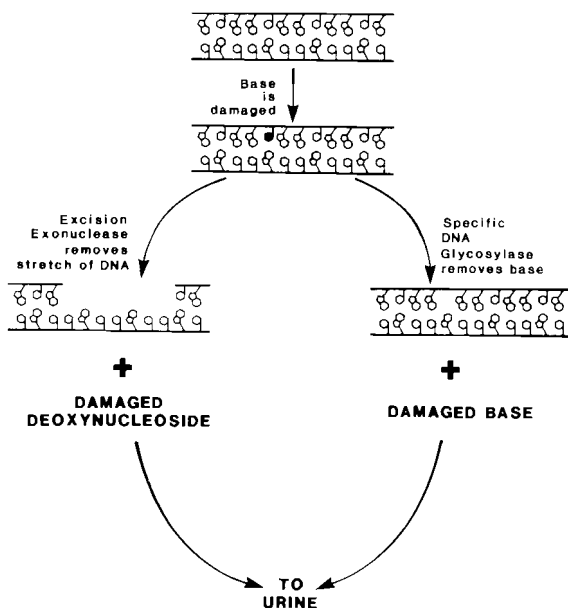 Base
is
damaged
Excision
Exonuclease
removes
stretch of DNA
Specific
DNA
Glycosylase
removes base
+
DAMAGED
DEOXYNUCLEOSIDE
+
DAMAGED BASE
TO
URINE